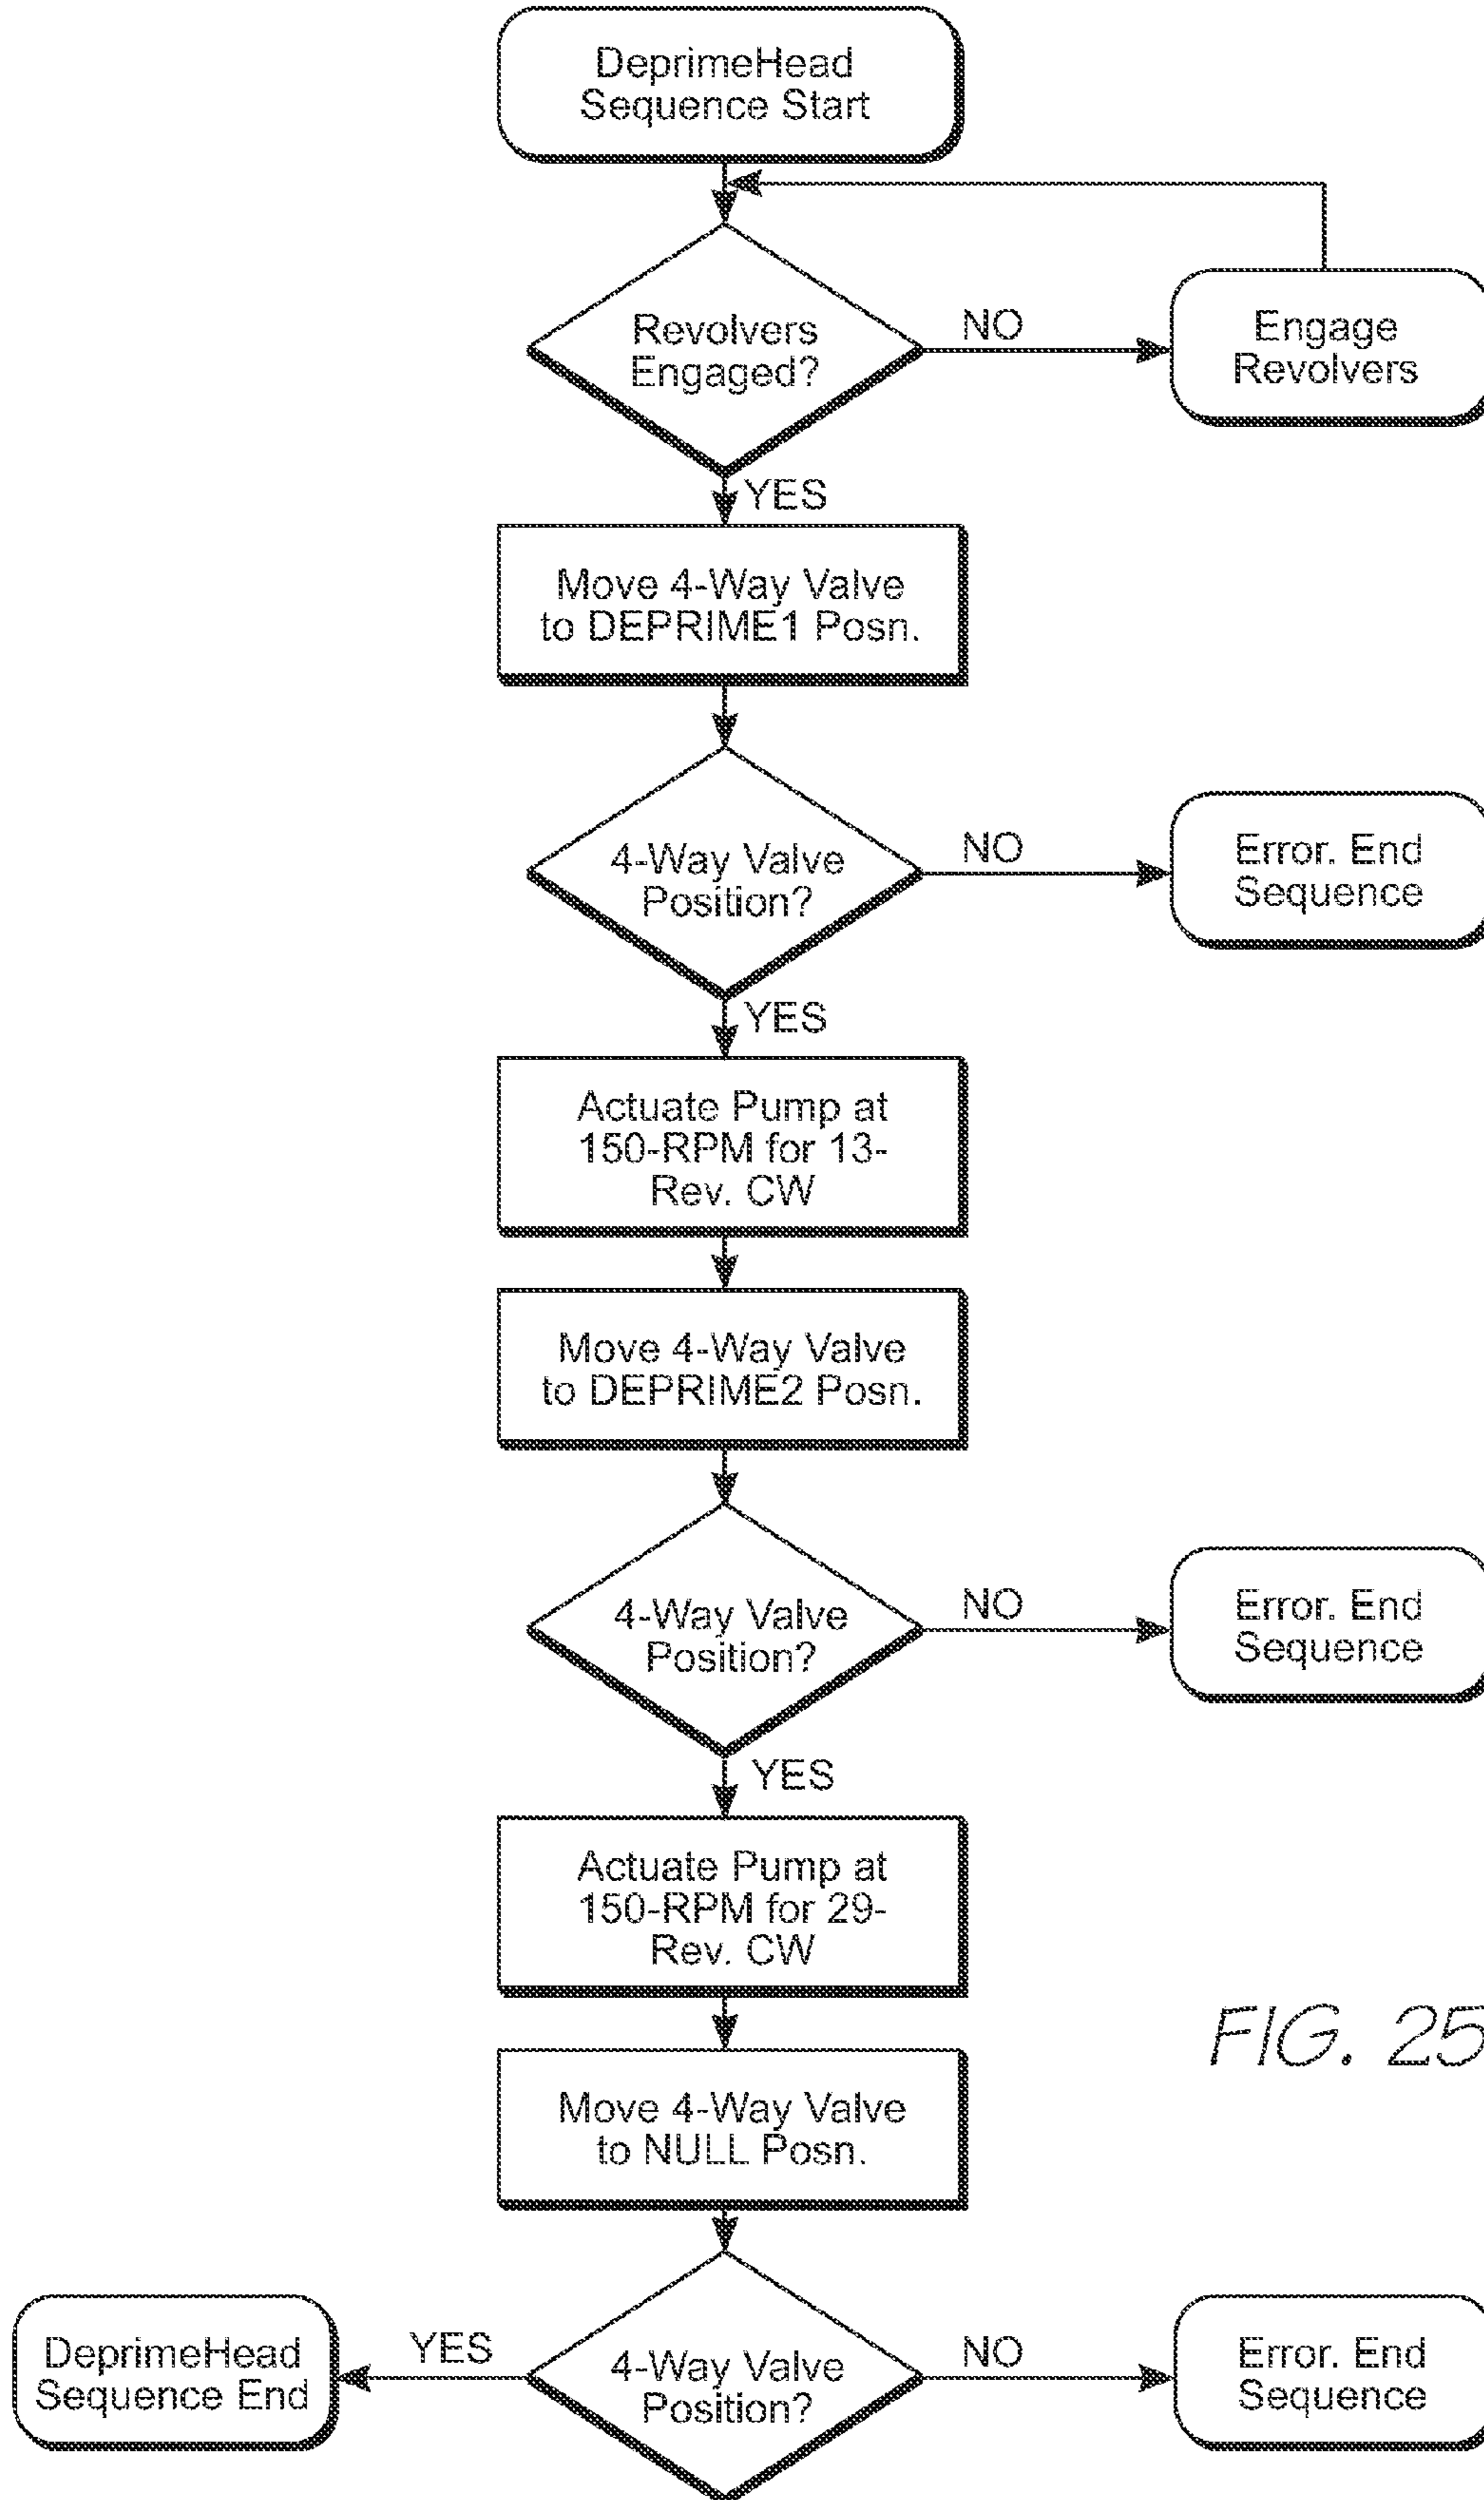 DeprimeHead
Sequence Start
Revolvers
Engaged?
NO
Engage
Revolvers
YES
Move 4-Way Valve
to DEPRIME1 Posn.
4-Way Valve
Position?
NO
Error. End
Sequence
YES
Actuate Pump at
150-RPM for 13-
Rev. CW
Move 4-Way Valve
to DEPRIME2 Posn.
4-Way Valve
Position?
NO
Error. End
Sequence
YES
Actuate Pump at
150-RPM for 29-
Rev. CW
FIG. 25
Move 4-Way Valve
to NULL Posn.
DeprimeHead
Sequence End
YES
4-Way Valve
Position?
NO
Error. End
Sequence